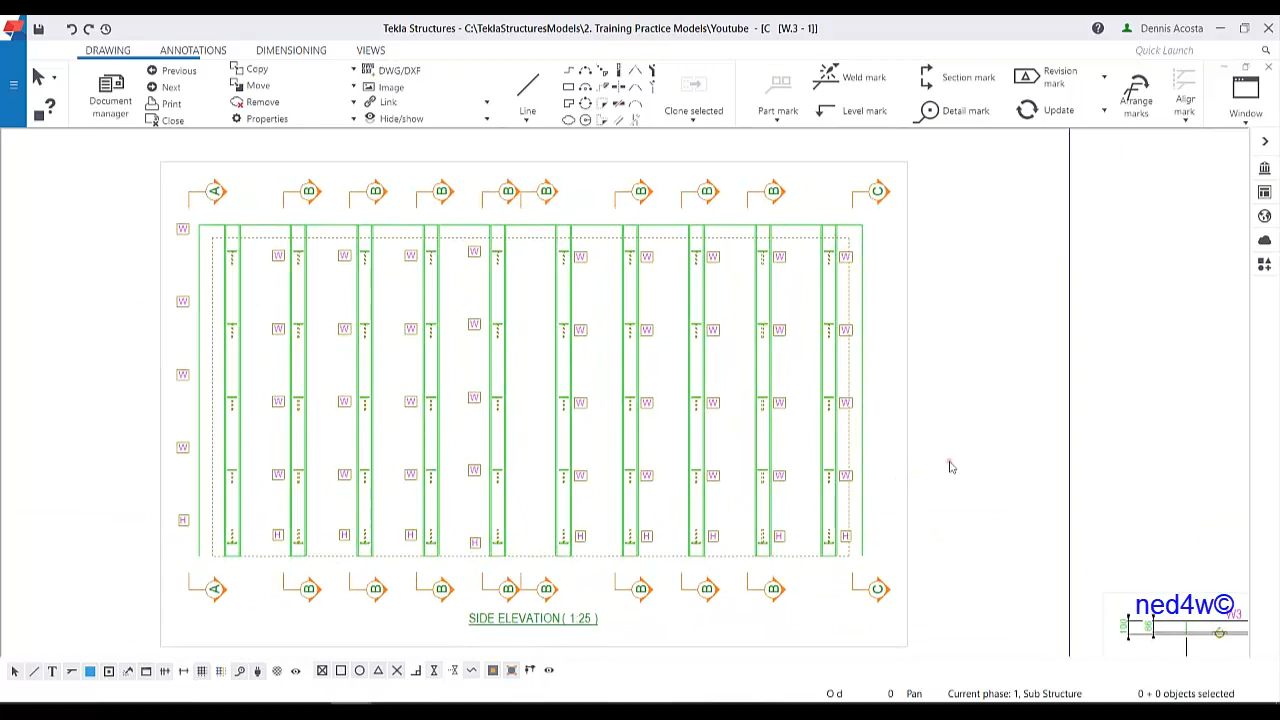 Tekla Structures - C:\TeklaStructuresModels\2. Training Practice Models\Youtube - [C [W.3 - 1]]
Dennis Acosta
DRAWING ANNOTATIONS DIMENSIONING VIEWS
Quick Launch
Document manager
Previous
Next
Print
Close
Copy
Move
Remove
Properties
DWG/DXF
Image
Link
Hide/show
Line
Clone selected
Part mark
Weld mark
Level mark
Section mark
Detail mark
Revision mark
Update
Arrange marks
Align mark
Window
A B B B B B B B B C
W
W W W W W W W W W
W
W W W W W W W W W
W
W W W W W W W W W
W
W W W W W W W W W
H
H H H H H H H H H
A B B B B B B B B C
SIDE ELEVATION ( 1:25 )
ned4w©
W3
O d 0 Pan Current phase: 1, Sub Structure 0 + 0 objects selected